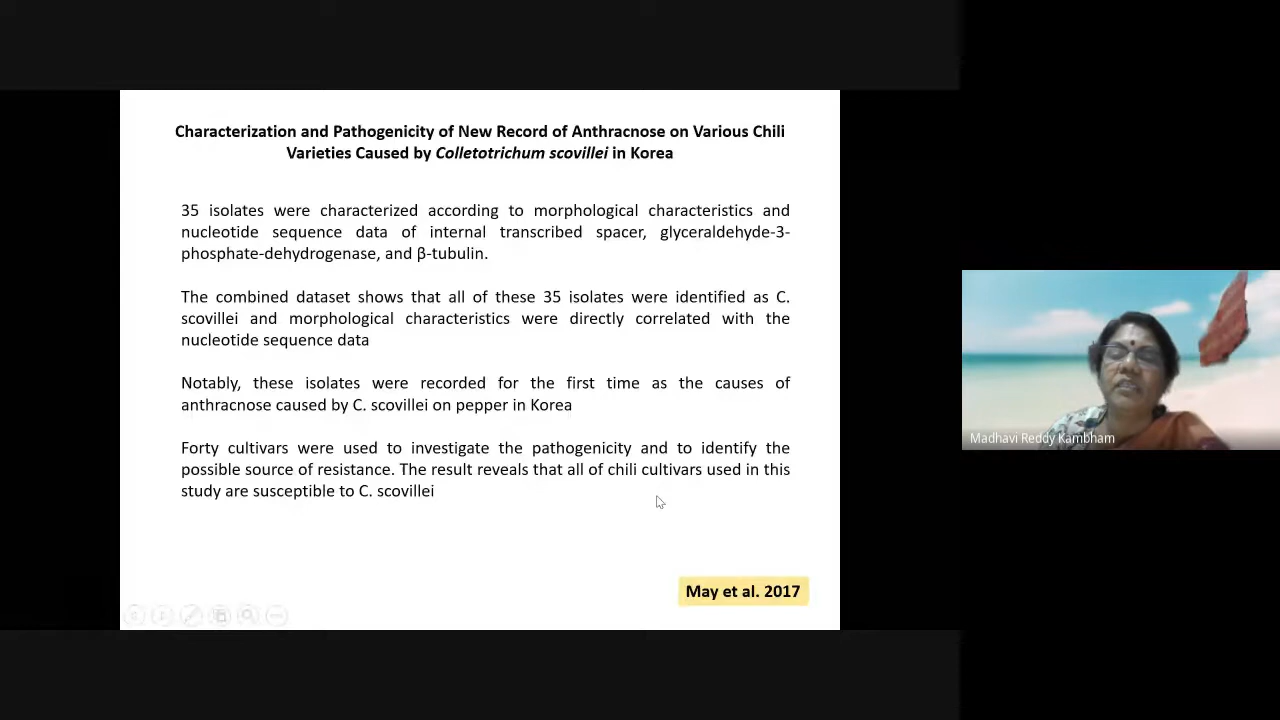 Characterization and Pathogenicity of New Record of Anthracnose on Various Chili
Varieties Caused by Colletotrichum scovillei in Korea
35 isolates were characterized according to morphological characteristics and
nucleotide sequence data of internal transcribed spacer, glyceraldehyde-3-
phosphate-dehydrogenase, and β-tubulin.
The combined dataset shows that all of these 35 isolates were identified as C.
scovillei and morphological characteristics were directly correlated with the
nucleotide sequence data
Notably, these isolates were recorded for the first time as the causes of
anthracnose caused by C. scovillei on pepper in Korea
Forty cultivars were used to investigate the pathogenicity and to identify the
possible source of resistance. The result reveals that all of chili cultivars used in this
study are susceptible to C. scovillei
May et al. 2017
Madhavi Reddy Kambham